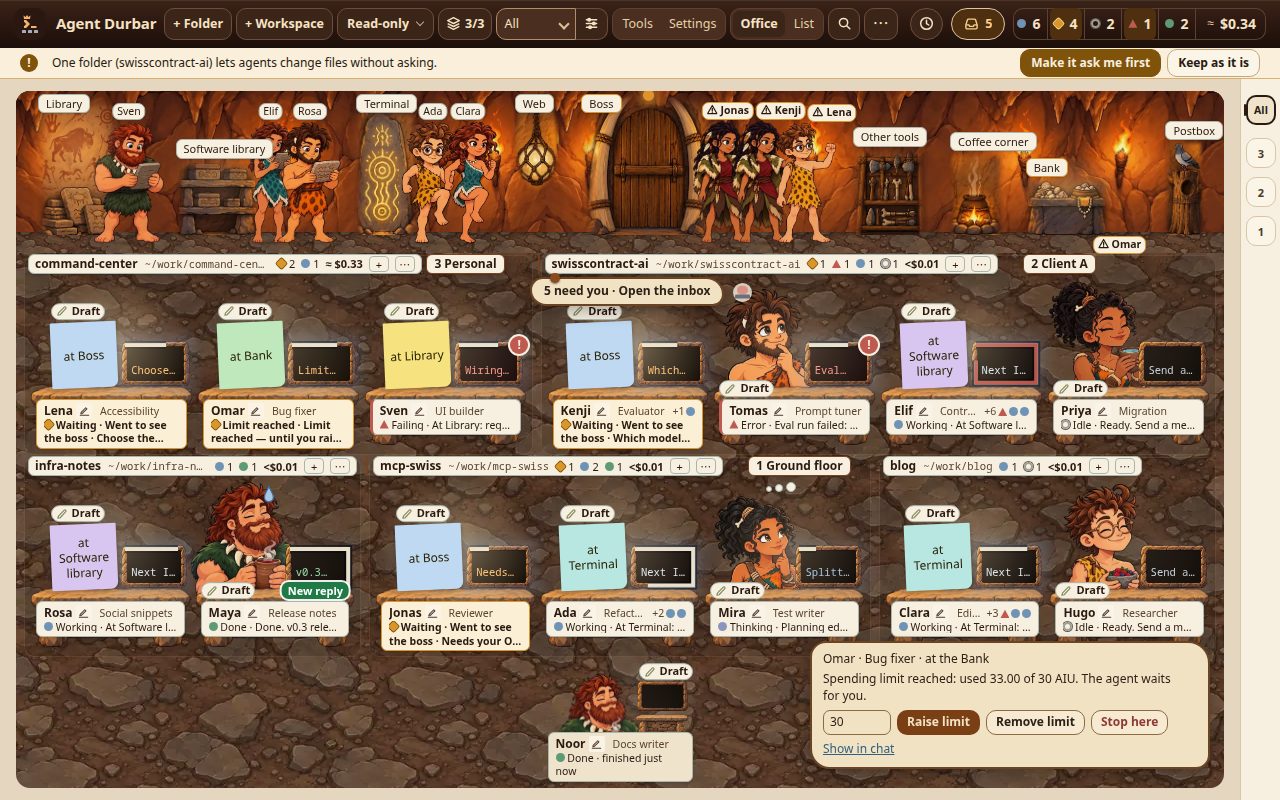 Agent Durbar
+ Folder
+ Workspace
Read-only
3/3
All
Tools
Settings
Office
List
5
6
4
2
1
2
≈ $0.34
! One folder (swisscontract-ai) lets agents change files without asking.
Make it ask me first
Keep as it is
All
3
2
1
Library
Sven
Software library
Elif
Rosa
Terminal
Ada
Clara
Web
Boss
Jonas
Kenji
Lena
Other tools
Coffee corner
Bank
Postbox
Omar
command-center ~/work/command-cen… 2 1 ≈ $0.33 + ···
3 Personal
swisscontract-ai ~/work/swisscontract-ai 1 1 1 1 <$0.01 + ···
2 Client A
5 need you · Open the inbox
Draft
at Boss
Choose…
Lena Accessibility
Waiting · Went to see
the boss · Choose the…
Draft
at Bank
Limit…
Omar Bug fixer
Limit reached · Limit
reached — until you rai…
Draft
at Library
Wiring…
!
Sven UI builder
Failing · At Library: reg…
Draft
at Boss
Which…
Kenji Evaluator +1
Waiting · Went to see
the boss · Which model…
Draft
Eval…
!
Tomas Prompt tuner
Error · Eval run failed: …
Draft
at
Software
library
Next I…
Elif Contr… +6
Working · At Software l…
Draft
Send a…
Priya Migration
Idle · Ready. Send a me…
infra-notes ~/work/infra-n… 1 1 <$0.01 + ···
mcp-swiss ~/work/mcp-swiss 1 2 1 <$0.01 + ···
1 Ground floor
blog ~/work/blog 1 1 <$0.01 + ···
Draft
at
Software
library
Next I…
Rosa Social snippets
Working · At Software l…
Draft
v0.3…
New reply
Maya Release notes
Done · Done. v0.3 rele…
Draft
at Boss
Needs…
Jonas Reviewer
Waiting · Went to see
the boss · Needs your O…
Draft
at
Terminal
Next I…
Ada Refact… +2
Working · At Terminal: …
Draft
Splitt…
Mira Test writer
Thinking · Planning ed…
Draft
at
Terminal
Next I…
Clara Edi… +3
Working · At Terminal: …
Draft
Send a…
Hugo Researcher
Idle · Ready. Send a m…
Draft
Noor Docs writer
Done · finished just
now
Omar · Bug fixer · at the Bank
Spending limit reached: used 33.00 of 30 AIU. The agent waits
for you.
30
Raise limit
Remove limit
Stop here
Show in chat